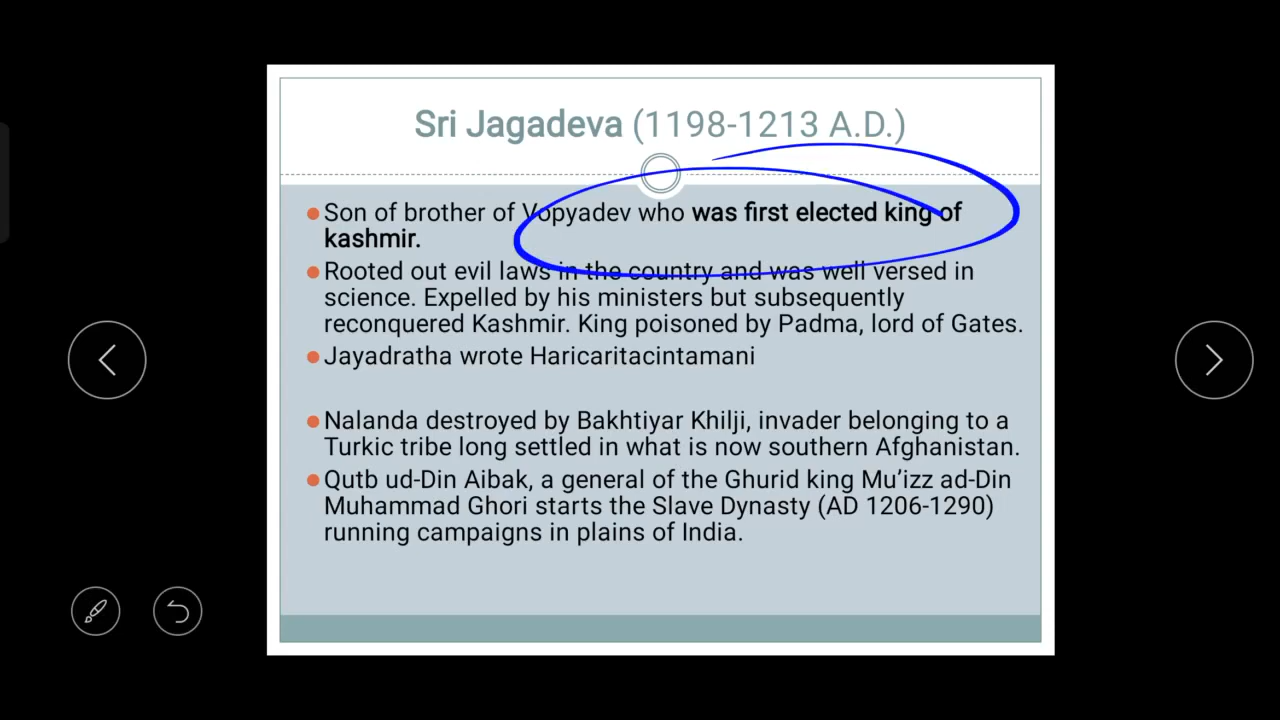 Sri Jagadeva (1198-1213 A.D.)
Son of brother of Vopyadev who was first elected king of
kashmir.
Rooted out evil laws in the country and was well versed in
science. Expelled by his ministers but subsequently
reconquered Kashmir. King poisoned by Padma, lord of Gates.
Jayadratha wrote Haricaritacintamani
Nalanda destroyed by Bakhtiyar Khilji, invader belonging to a
Turkic tribe long settled in what is now southern Afghanistan.
Qutb ud-Din Aibak, a general of the Ghurid king Mu’izz ad-Din
Muhammad Ghori starts the Slave Dynasty (AD 1206-1290)
running campaigns in plains of India.